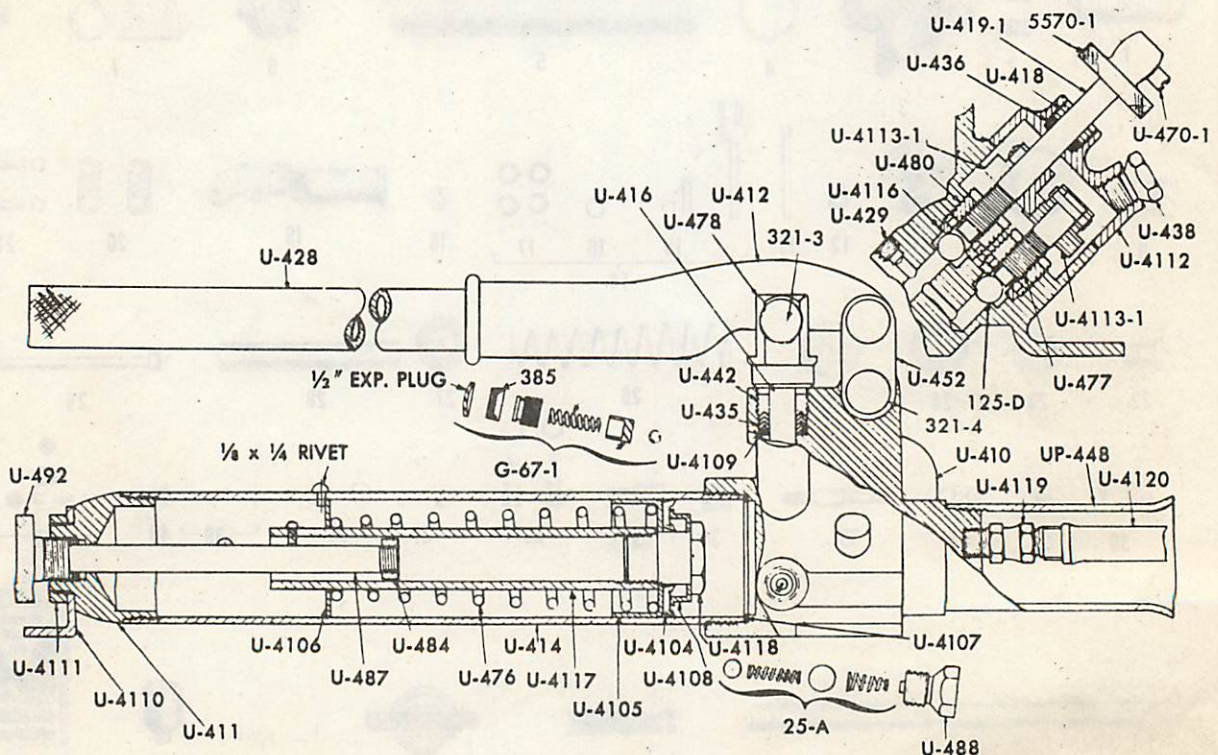 U-419-1
5570-1
U-436
U-418
U-470-1
U-4113-1
U-480
U-4116
U-429
U-416
U-412
U-478
321-3
U-438
U-4112
U-428
U-4113-1
½" EXP. PLUG
385
U-442
U-452
U-477
U-435
125-D
321-4
⅛ x ¼ RIVET
U-4109
U-410
UP-448
U-492
G-67-1
U-4119
U-4120
U-4106
U-484
U-414
U-4104
U-4118
U-4107
U-4111
U-487
U-476
U-4117
U-4108
U-4110
U-4105
U-411
25-A
U-488